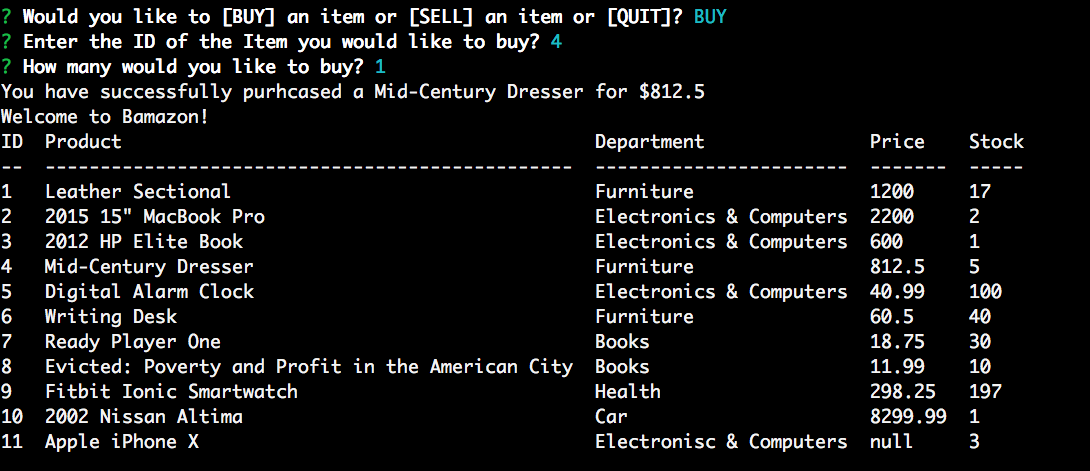 ? Would you like to [BUY] an item or [SELL] an item or [QUIT]? BUY
? Enter the ID of the Item you would like to buy? 4
? How many would you like to buy? 1
You have successfully purhcased a Mid-Century Dresser for $812.5
Welcome to Bamazon!
ID  Product                                           Department               Price    Stock
--  ------------------------------------------------  -----------------------  -------  -----
1   Leather Sectional                                 Furniture                1200     17
2   2015 15" MacBook Pro                              Electronics & Computers  2200     2
3   2012 HP Elite Book                                Electronics & Computers  600      1
4   Mid-Century Dresser                               Furniture                812.5    5
5   Digital Alarm Clock                               Electronics & Computers  40.99    100
6   Writing Desk                                      Furniture                60.5     40
7   Ready Player One                                  Books                    18.75    30
8   Evicted: Poverty and Profit in the American City  Books                    11.99    10
9   Fitbit Ionic Smartwatch                           Health                   298.25   197
10  2002 Nissan Altima                                Car                      8299.99  1
11  Apple iPhone X                                    Electronisc & Computers  null     3